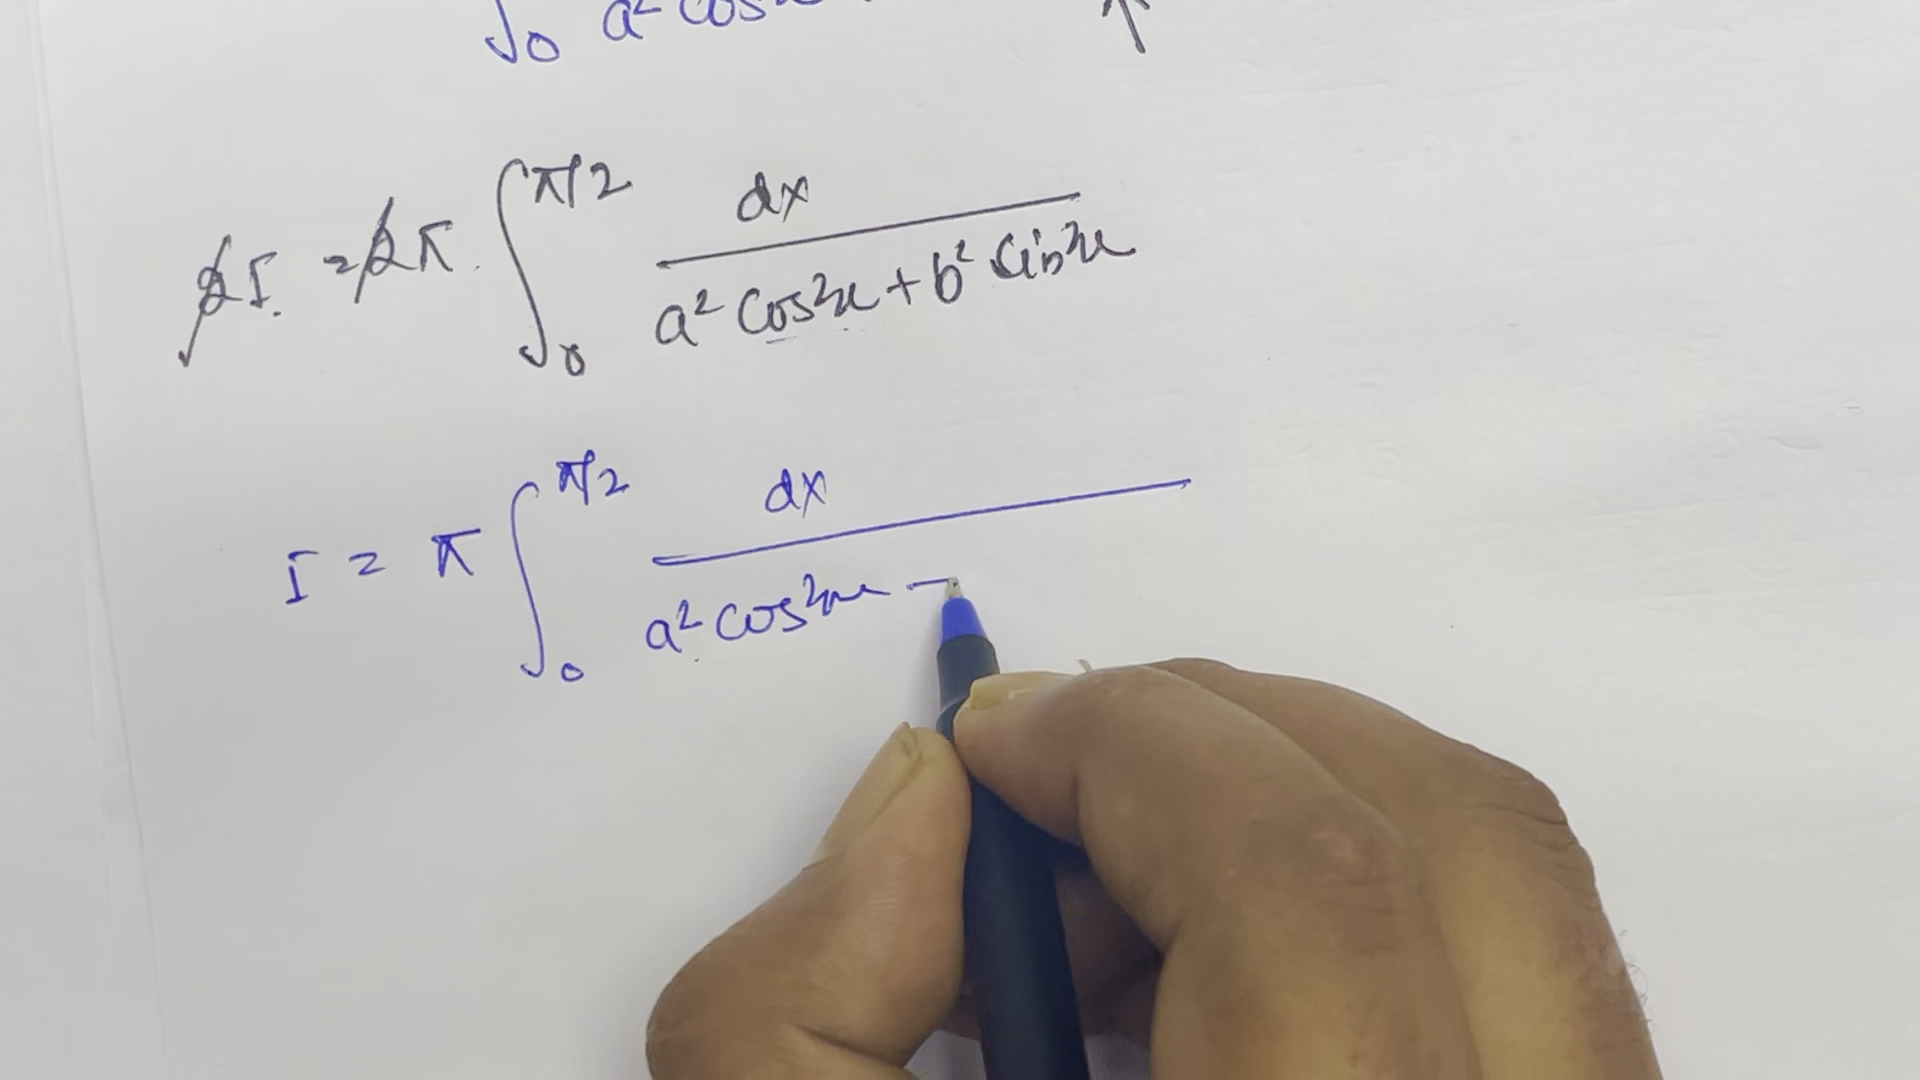 ∫₀ a² cos
2I = 2π ∫₀^π/2 dx / a² cos²x + b² sin²x
I = π ∫₀^π/2 dx / a² cos²x −